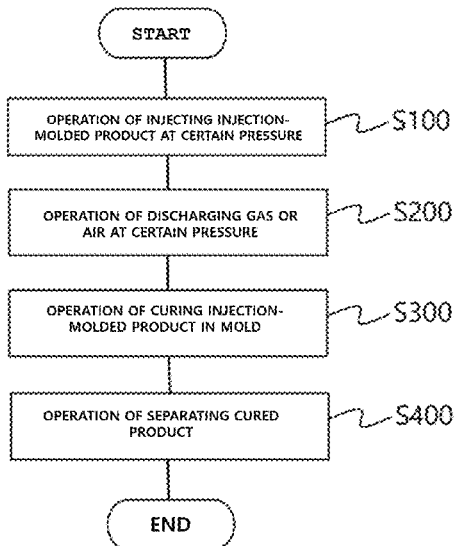 START
OPERATION OF INJECTING INJECTION-
MOLDED PRODUCT AT CERTAIN PRESSURE
S100
OPERATION OF DISCHARGING GAS OR
AIR AT CERTAIN PRESSURE
S200
OPERATION OF CURING INJECTION-
MOLDED PRODUCT IN MOLD
S300
OPERATION OF SEPARATING CURED
PRODUCT
S400
END